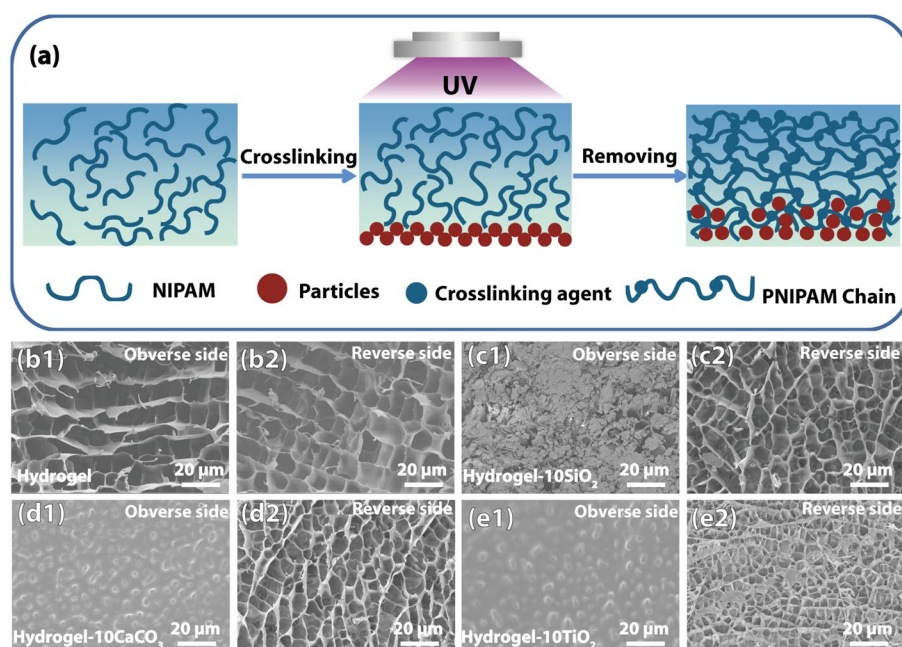 (a)
UV
Crosslinking
Removing
NIPAM
Particles
Crosslinking agent
PNIPAM Chain
(b1)
Obverse side
Hydrogel
20 µm
(b2)
Reverse side
20 µm
(c1)
Obverse side
Hydrogel-10SiO₂
20 µm
(c2)
Reverse side
20 µm
(d1)
Obverse side
Hydrogel-10CaCO₃
20 µm
(d2)
Reverse side
20 µm
(e1)
Obverse side
Hydrogel-10TiO₂
20 µm
(e2)
Reverse side
20 µm